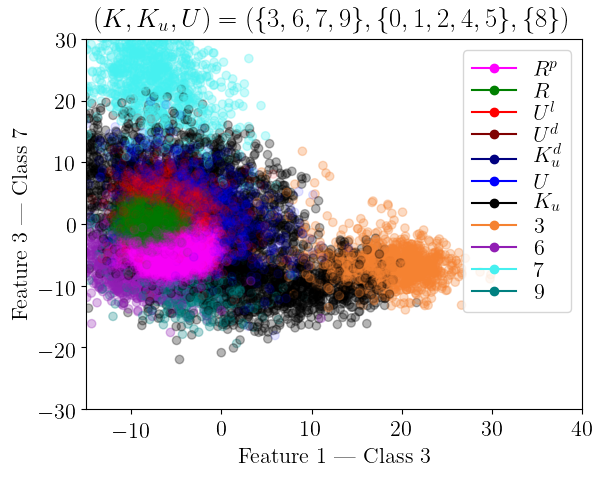 (K, K_u, U) = ({3, 6, 7, 9}, {0, 1, 2, 4, 5}, {8})
30
20
10
0
−10
−20
−30
Feature 3 — Class 7
R^p
R
U^l
U^d
K_u^d
U
K_u
3
6
7
9
−10 0 10 20 30 40
Feature 1 — Class 3